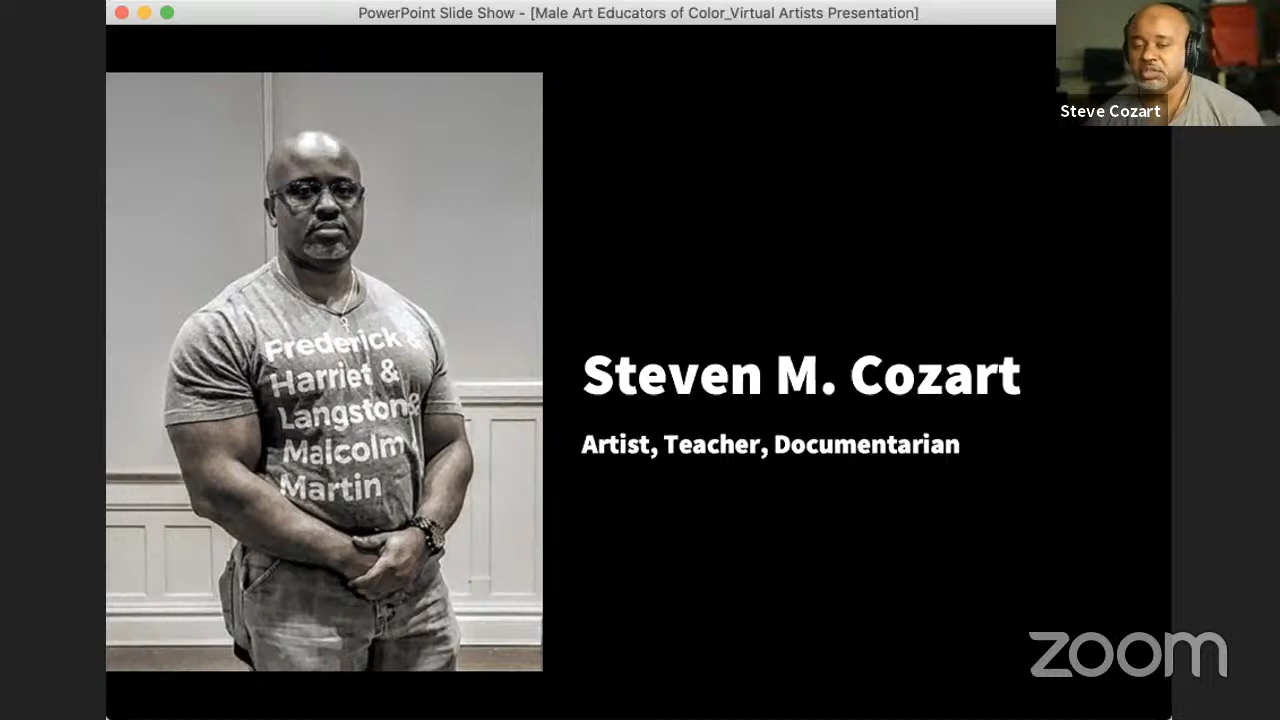 PowerPoint Slide Show - [Male Art Educators of Color_Virtual Artists Presentation]
Steve Cozart
Frederick &
Harriet &
Langston &
Malcolm &
Martin
Steven M. Cozart
Artist, Teacher, Documentarian
zoom